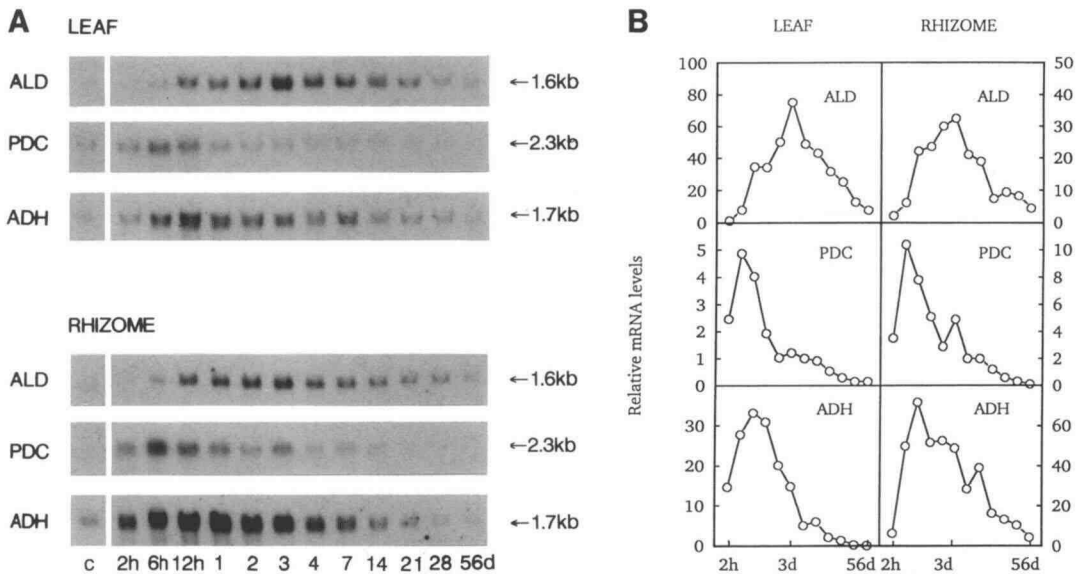 A
LEAF
ALD ←1.6kb
PDC ←2.3kb
ADH ←1.7kb
RHIZOME
ALD ←1.6kb
PDC ←2.3kb
ADH ←1.7kb
c 2h 6h 12h 1 2 3 4 7 14 21 28 56d
B
LEAF RHIZOME
Relative mRNA levels
100 ALD ALD 50
80 40
60 30
40 20
20 10
0 0
5 PDC PDC 10
4 8
3 6
2 4
1 2
0 0
ADH ADH
30 60
20 40
10 20
0 0
2h 3d 2h 3d 56d